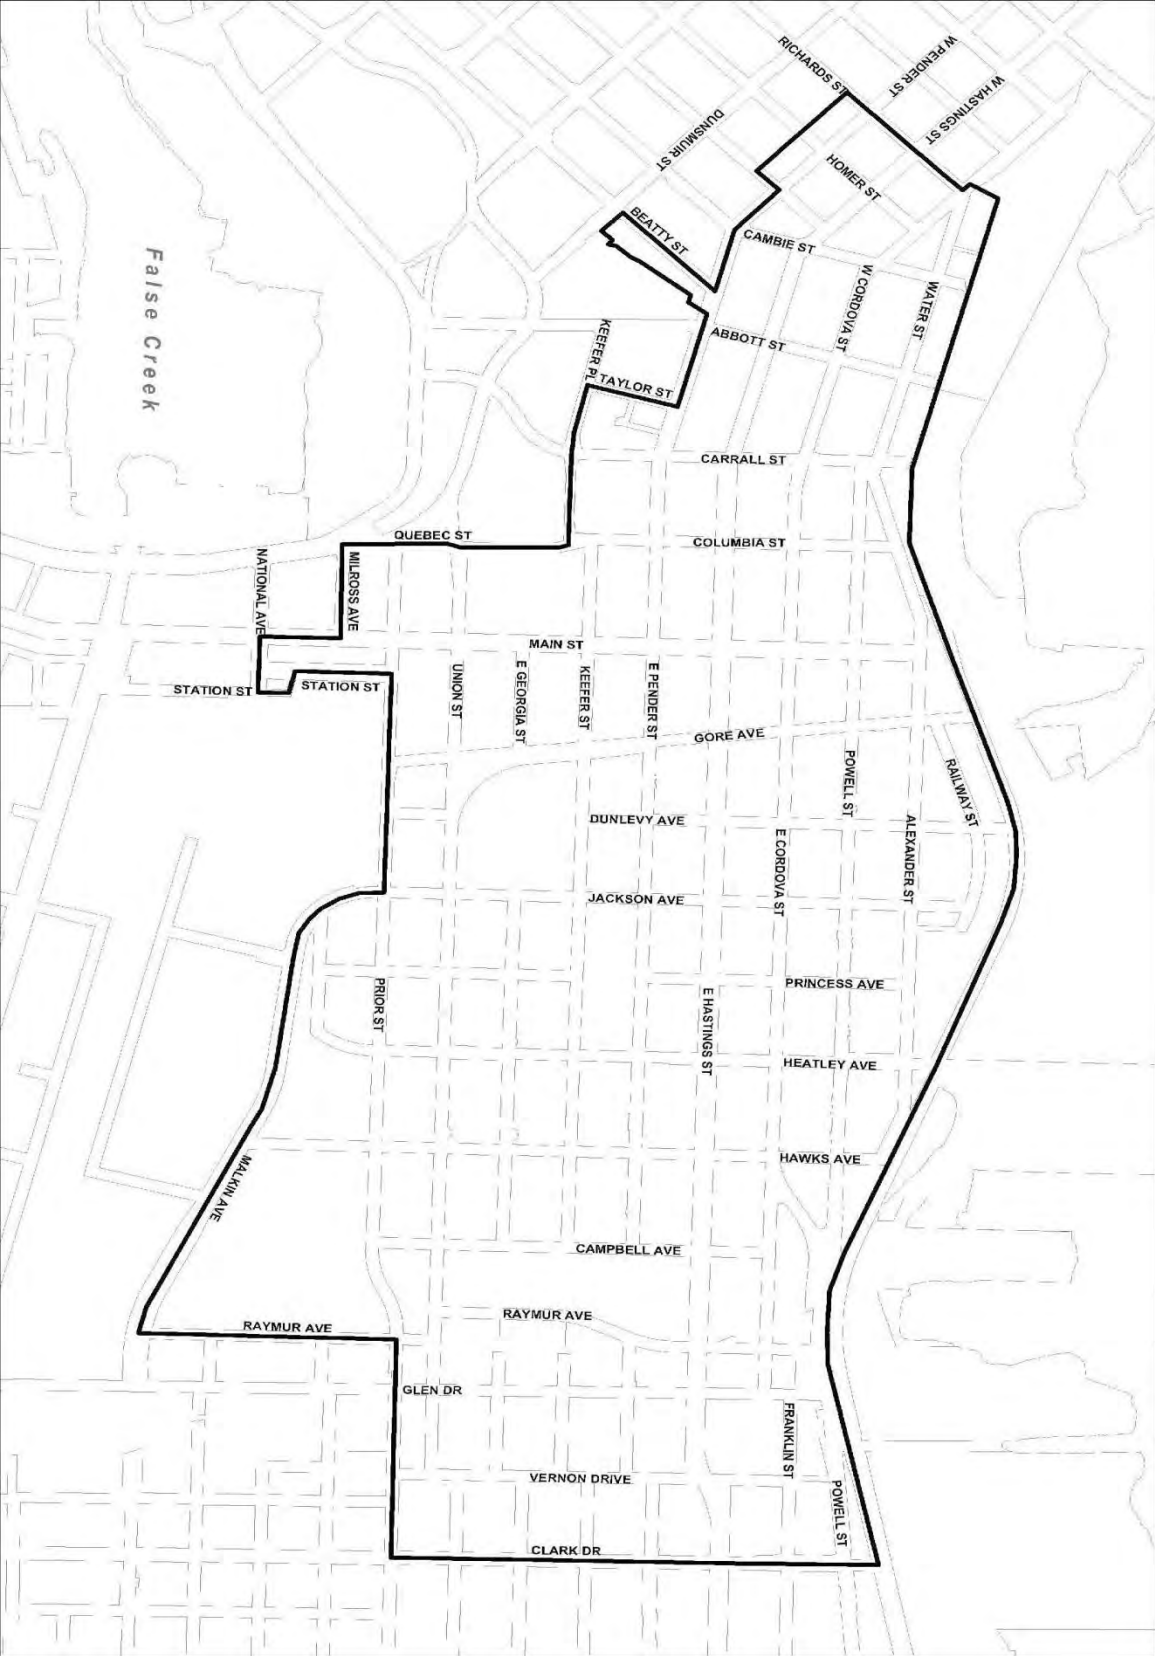 RICHARDS ST
W PENDER ST
W HASTINGS ST
DUNSMUIR ST
HOMER ST
BEATTY ST
CAMBIE ST
False Creek
W CORDOVA ST
WATER ST
KEEFER PL
ABBOTT ST
TAYLOR ST
CARRALL ST
QUEBEC ST
COLUMBIA ST
NATIONAL AVE
MILROSS AVE
MAIN ST
STATION ST
STATION ST
UNION ST
E GEORGIA ST
KEEFER ST
E PENDER ST
GORE AVE
POWELL ST
RAILWAY ST
DUNLEVY AVE
E CORDOVA ST
ALEXANDER ST
JACKSON AVE
PRIOR ST
PRINCESS AVE
E HASTINGS ST
HEATLEY AVE
HAWKS AVE
MALKIN AVE
CAMPBELL AVE
RAYMUR AVE
RAYMUR AVE
GLEN DR
FRANKLIN ST
VERNON DRIVE
POWELL ST
CLARK DR